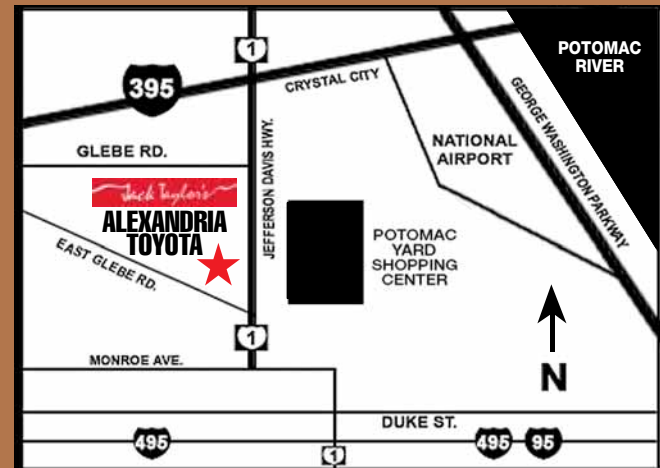 1
POTOMAC
RIVER
395
CRYSTAL CITY
GEORGE WASHINGTON PARKWAY
GLEBE RD.
NATIONAL
AIRPORT
JEFFERSON DAVIS HWY.
Jack Taylor's
ALEXANDRIA
TOYOTA
EAST GLEBE RD.
POTOMAC
YARD
SHOPPING
CENTER
1
MONROE AVE.
N
DUKE ST.
495
1
495
95